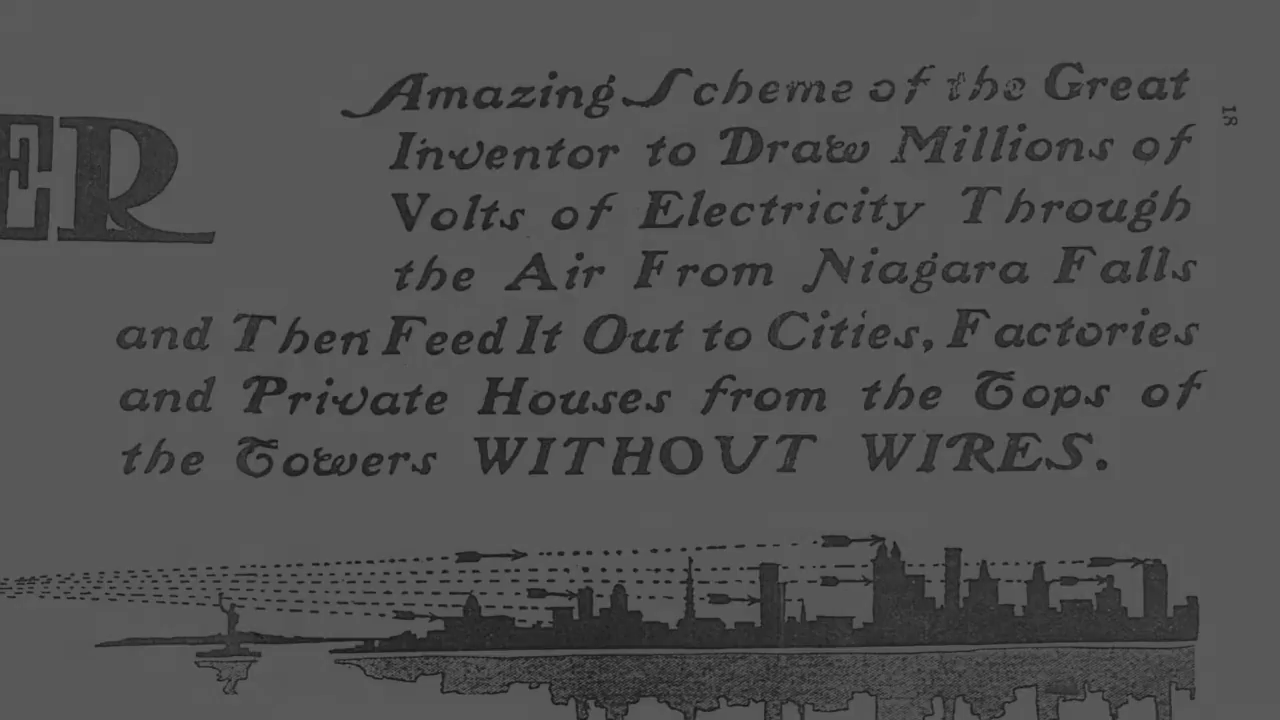 ER
Amazing Scheme of the Great
Inventor to Draw Millions of
Volts of Electricity Through
the Air From Niagara Falls
and Then Feed It Out to Cities, Factories
and Private Houses from the Tops of
the Towers WITHOUT WIRES.
18